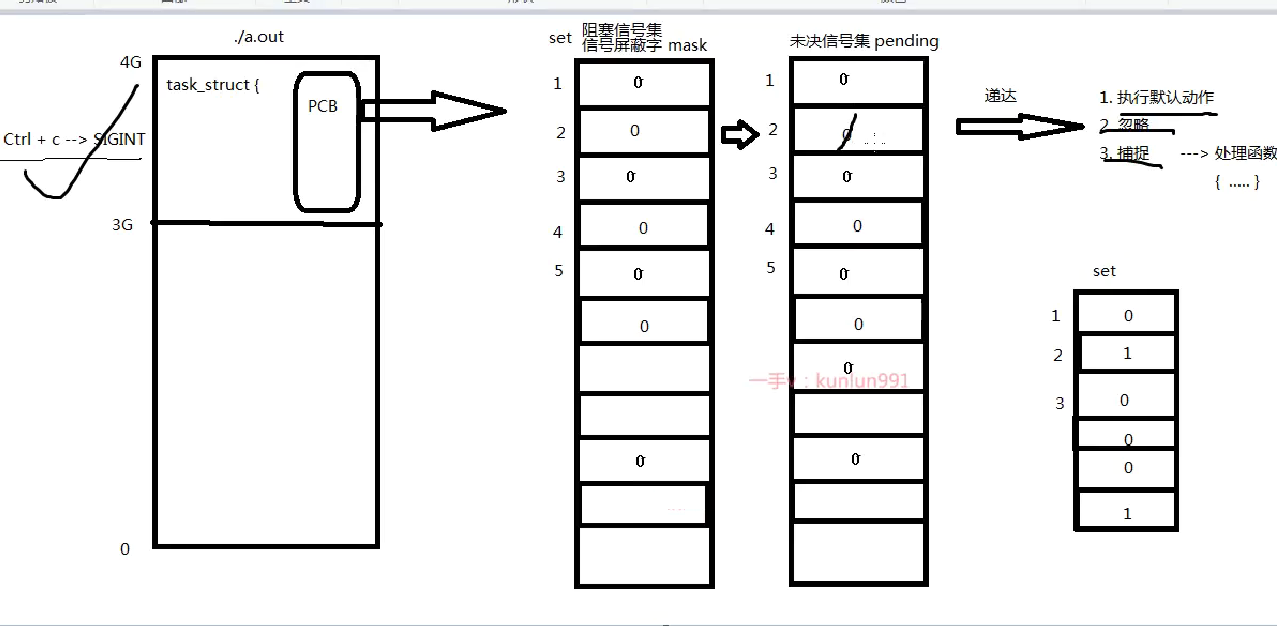 ./a.out
4G
task_struct {
PCB
Ctrl + c --> SIGINT
3G
0
set
阻塞信号集
信号屏蔽字 mask
1
0
2
0
3
0
4
0
5
0
0
0
未决信号集 pending
1
0
2
0
3
0
4
0
5
0
0
0
0
一手v：kunlun991
递达
1. 执行默认动作
2. 忽略
3. 捕捉 ---> 处理函数
{ ..... }
set
1
0
2
1
3
0
0
0
1